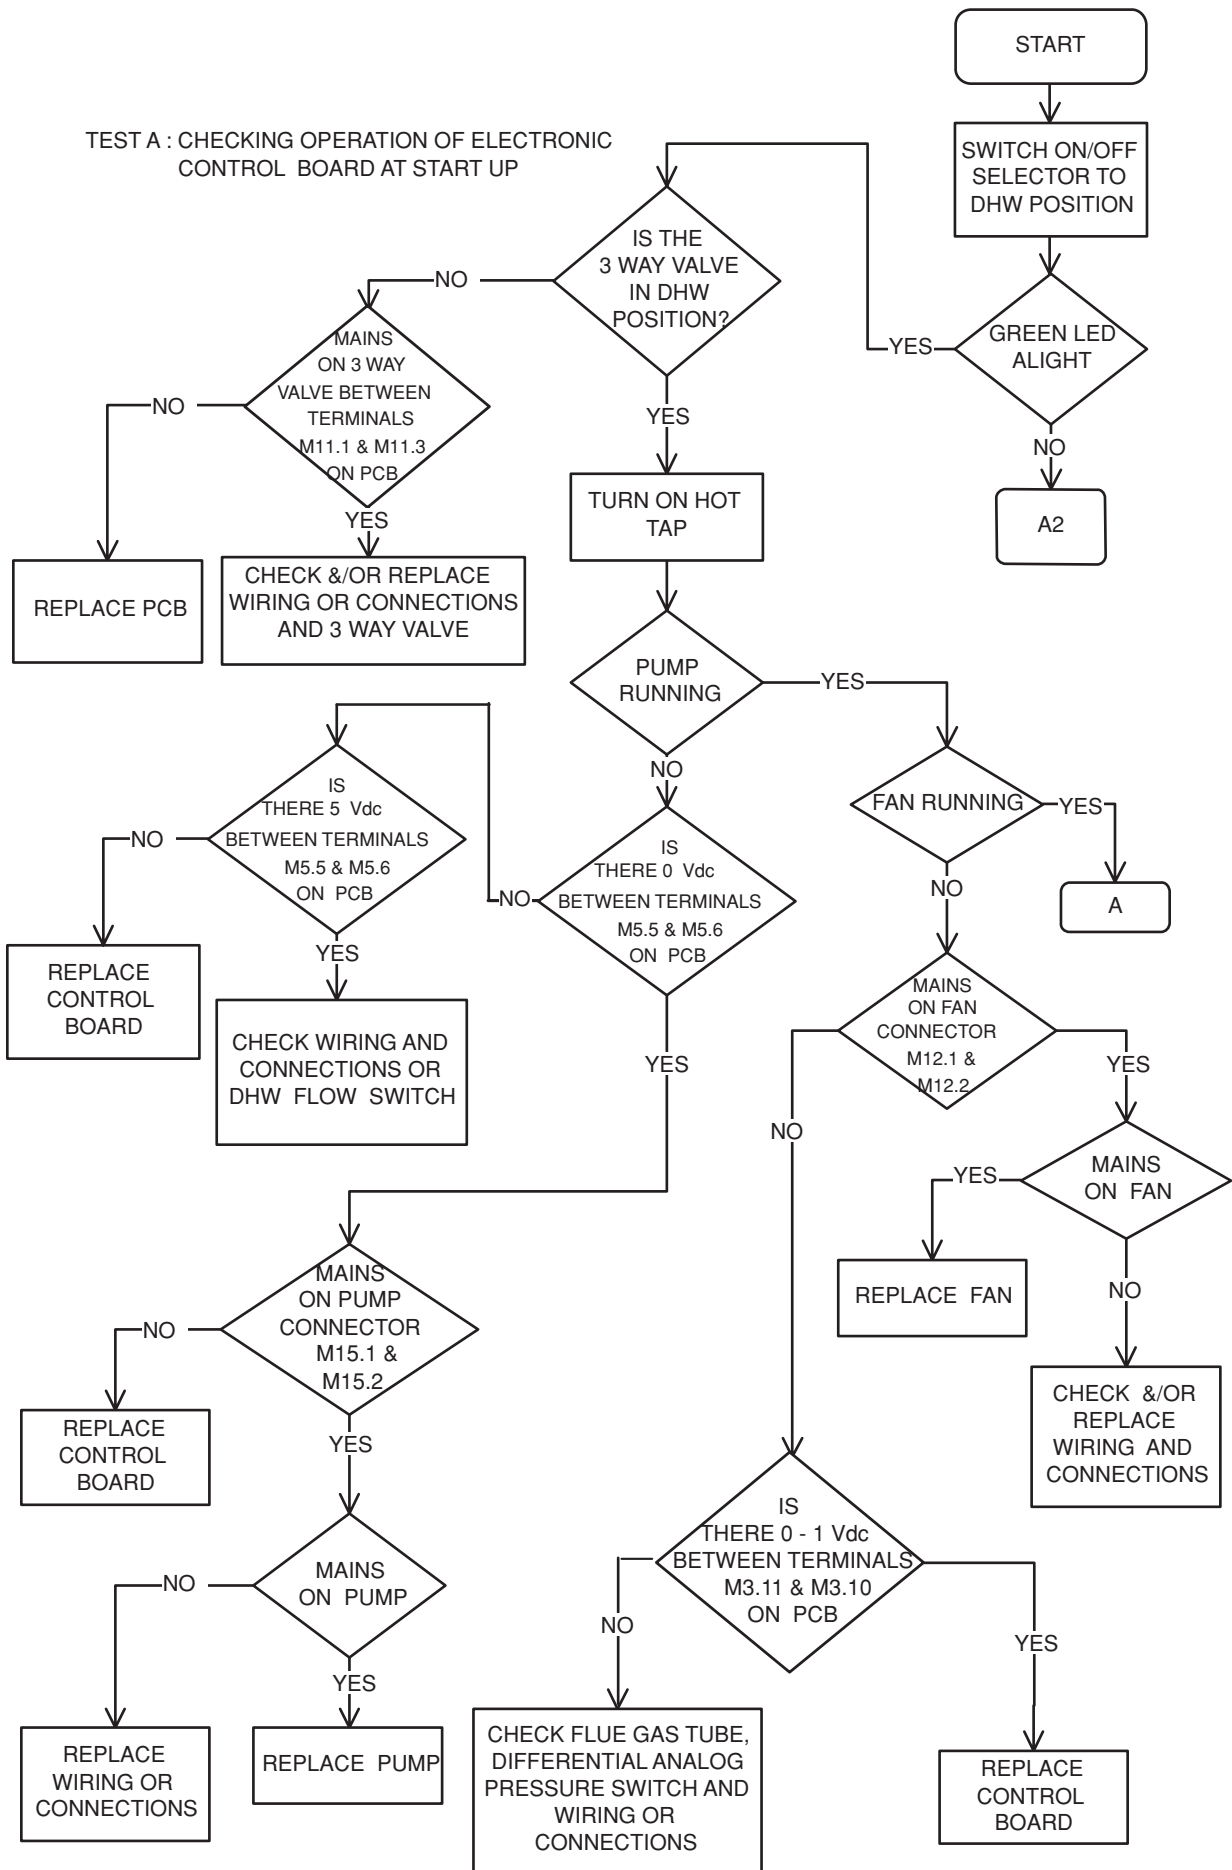 START
TEST A : CHECKING OPERATION OF ELECTRONIC
CONTROL BOARD AT START UP
SWITCH ON/OFF
SELECTOR TO
DHW POSITION
GREEN LED
ALIGHT
YES
NO
A2
IS THE
3 WAY VALVE
IN DHW
POSITION?
NO
MAINS
ON 3 WAY
VALVE BETWEEN
TERMINALS
M11.1 & M11.3
ON PCB
NO
REPLACE PCB
YES
CHECK &/OR REPLACE
WIRING OR CONNECTIONS
AND 3 WAY VALVE
YES
TURN ON HOT
TAP
PUMP
RUNNING
YES
NO
FAN RUNNING
YES
A
NO
IS
THERE 0 Vdc
BETWEEN TERMINALS
M5.5 & M5.6
ON PCB
NO
IS
THERE 5 Vdc
BETWEEN TERMINALS
M5.5 & M5.6
ON PCB
NO
REPLACE
CONTROL
BOARD
YES
CHECK WIRING AND
CONNECTIONS OR
DHW FLOW SWITCH
YES
MAINS
ON FAN
CONNECTOR
M12.1 &
M12.2
YES
MAINS
ON FAN
YES
REPLACE FAN
NO
CHECK &/OR
REPLACE
WIRING AND
CONNECTIONS
NO
MAINS
ON PUMP
CONNECTOR
M15.1 &
M15.2
NO
REPLACE
CONTROL
BOARD
YES
MAINS
ON PUMP
NO
REPLACE
WIRING OR
CONNECTIONS
YES
REPLACE PUMP
IS
THERE 0 - 1 Vdc
BETWEEN TERMINALS
M3.11 & M3.10
ON PCB
NO
CHECK FLUE GAS TUBE,
DIFFERENTIAL ANALOG
PRESSURE SWITCH AND
WIRING OR
CONNECTIONS
YES
REPLACE
CONTROL
BOARD